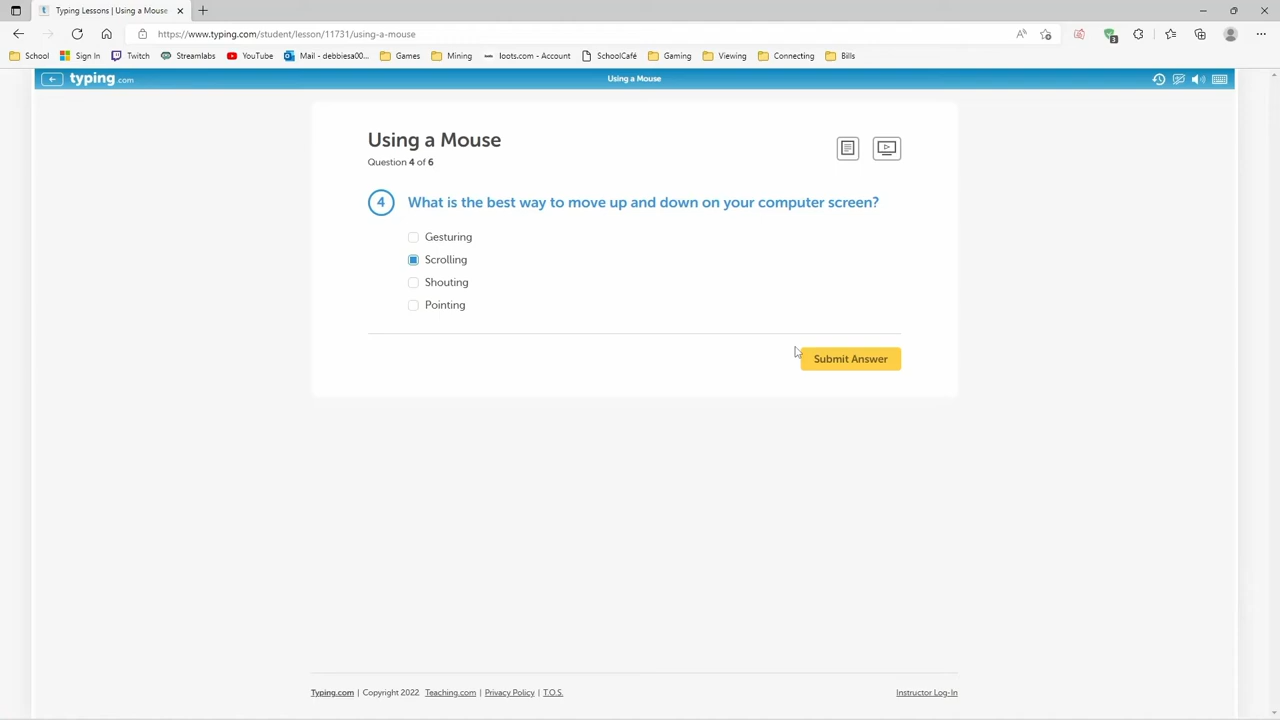 Typing Lessons | Using a Mouse
https://www.typing.com/student/lesson/11731/using-a-mouse
3
School
Sign In
Twitch
Streamlabs
YouTube
Mail - debbiesa00...
Games
Mining
loots.com - Account
SchoolCafé
Gaming
Viewing
Connecting
Bills
typing.com
Using a Mouse
Using a Mouse
Question 4 of 6
4 What is the best way to move up and down on your computer screen?
Gesturing
Scrolling
Shouting
Pointing
Submit Answer
Typing.com | Copyright 2022 Teaching.com | Privacy Policy | T.O.S.
Instructor Log-In